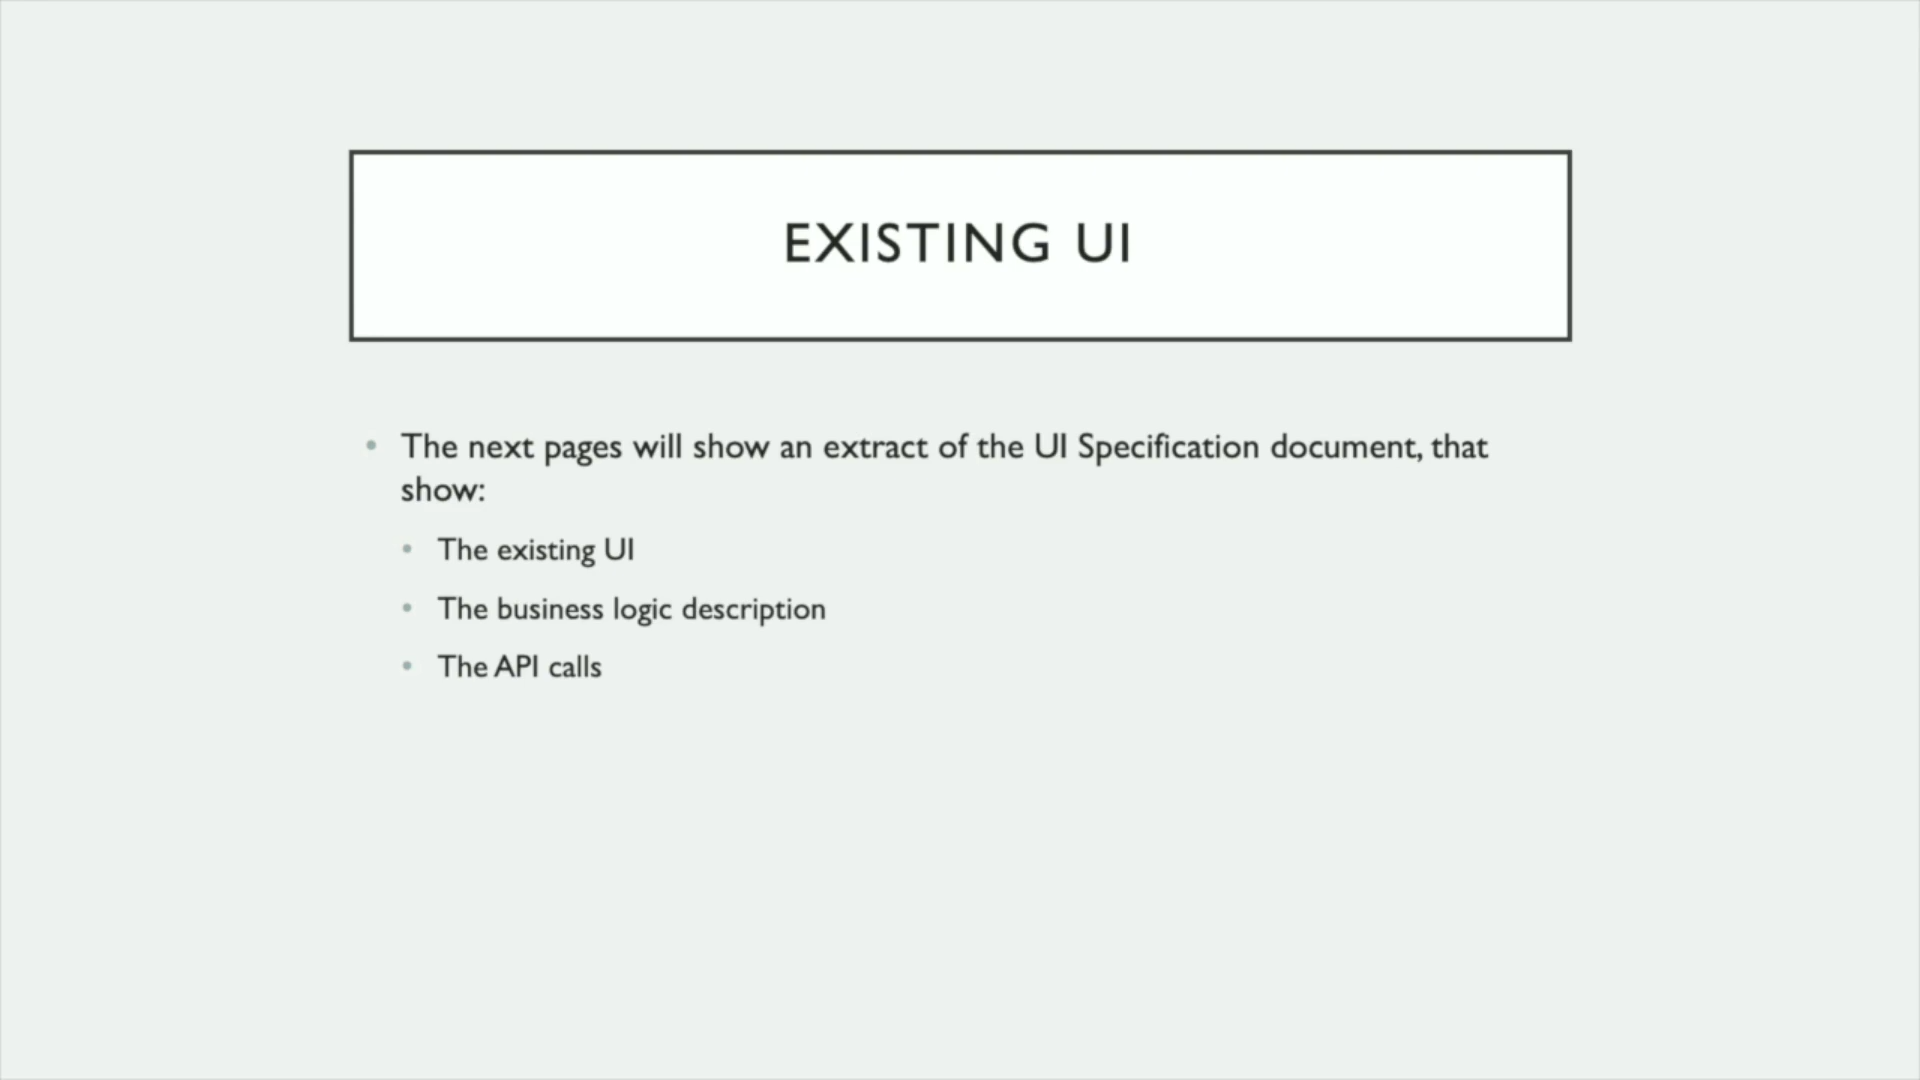 EXISTING UI
• The next pages will show an extract of the UI Specification document, that
show:
• The existing UI
• The business logic description
• The API calls